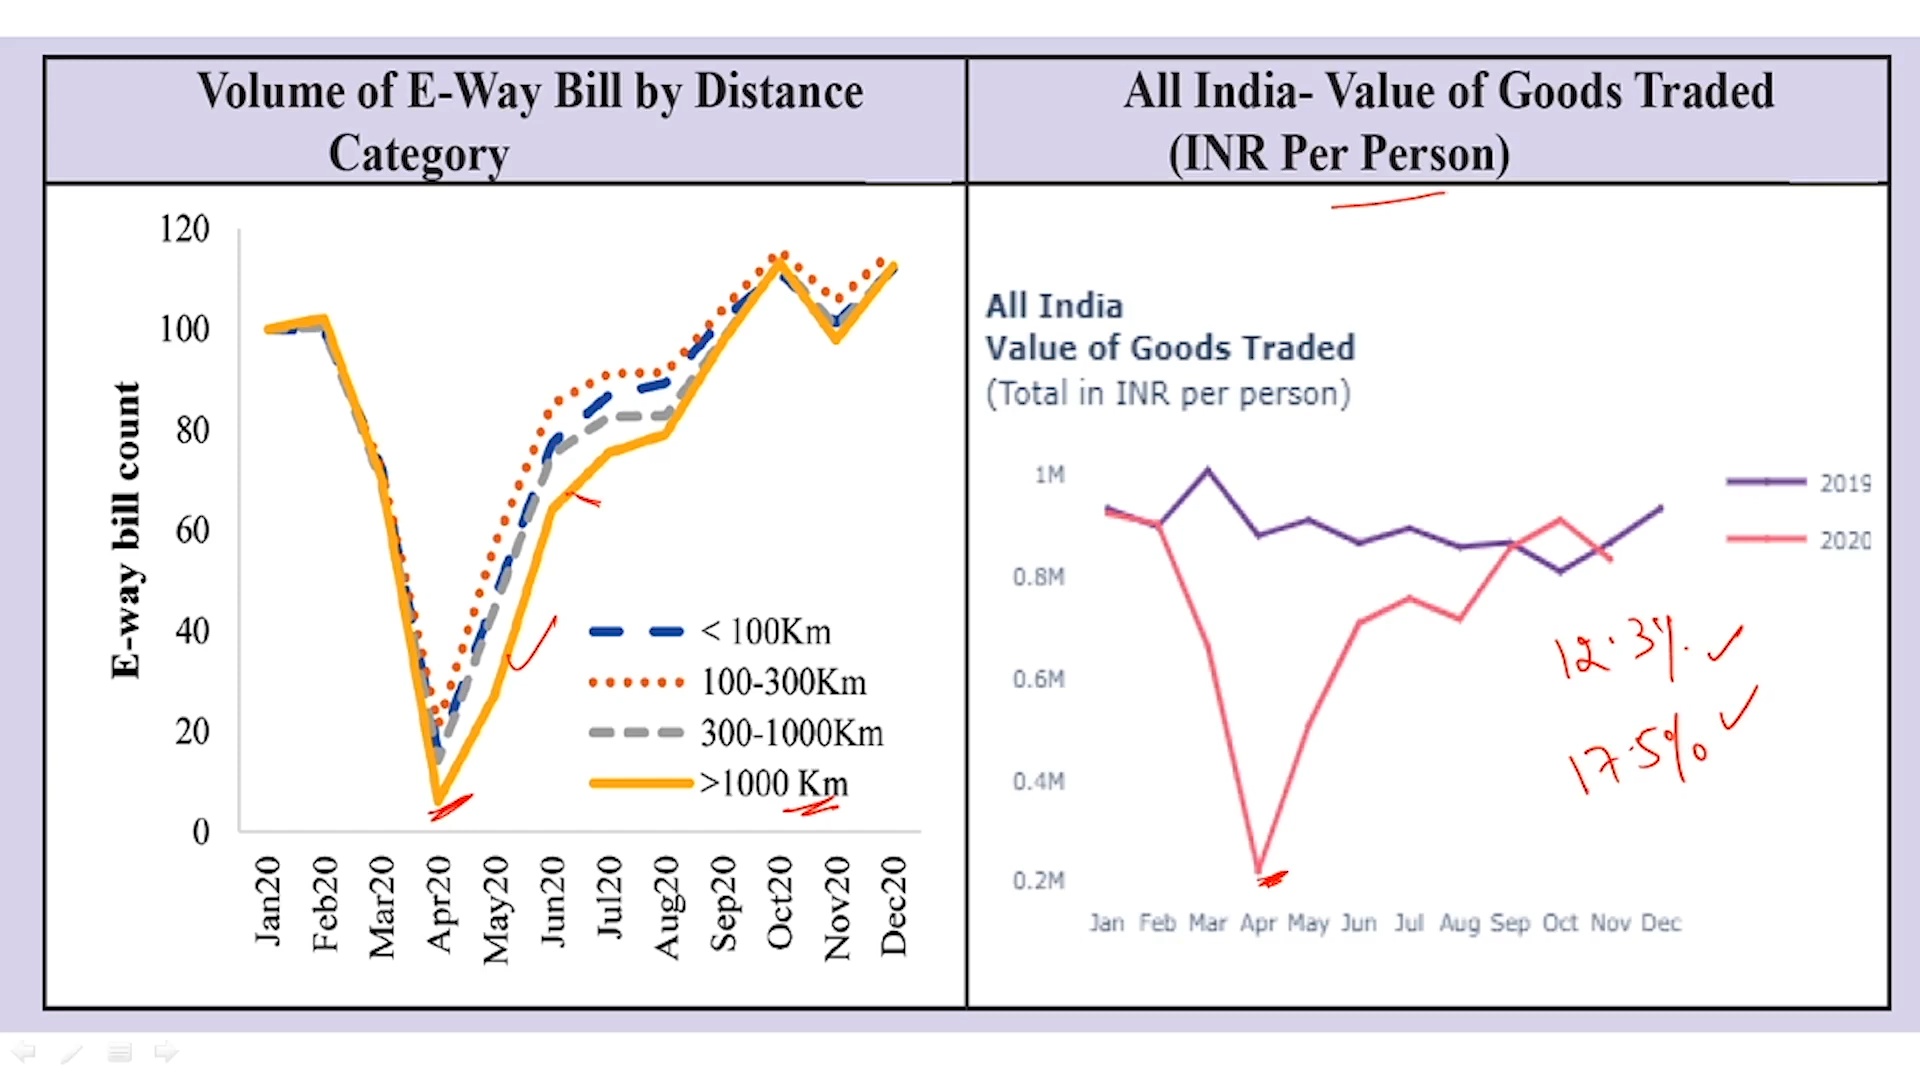 Volume of E-Way Bill by Distance
Category
All India- Value of Goods Traded
(INR Per Person)
120
100
80
60
40
20
0
E-way bill count
< 100Km
100-300Km
300-1000Km
>1000 Km
Jan20
Feb20
Mar20
Apr20
May20
Jun20
Jul20
Aug20
Sep20
Oct20
Nov20
Dec20
All India
Value of Goods Traded
(Total in INR per person)
1M
0.8M
0.6M
0.4M
0.2M
2019
2020
12.3%
17.5%
Jan Feb Mar Apr May Jun Jul Aug Sep Oct Nov Dec